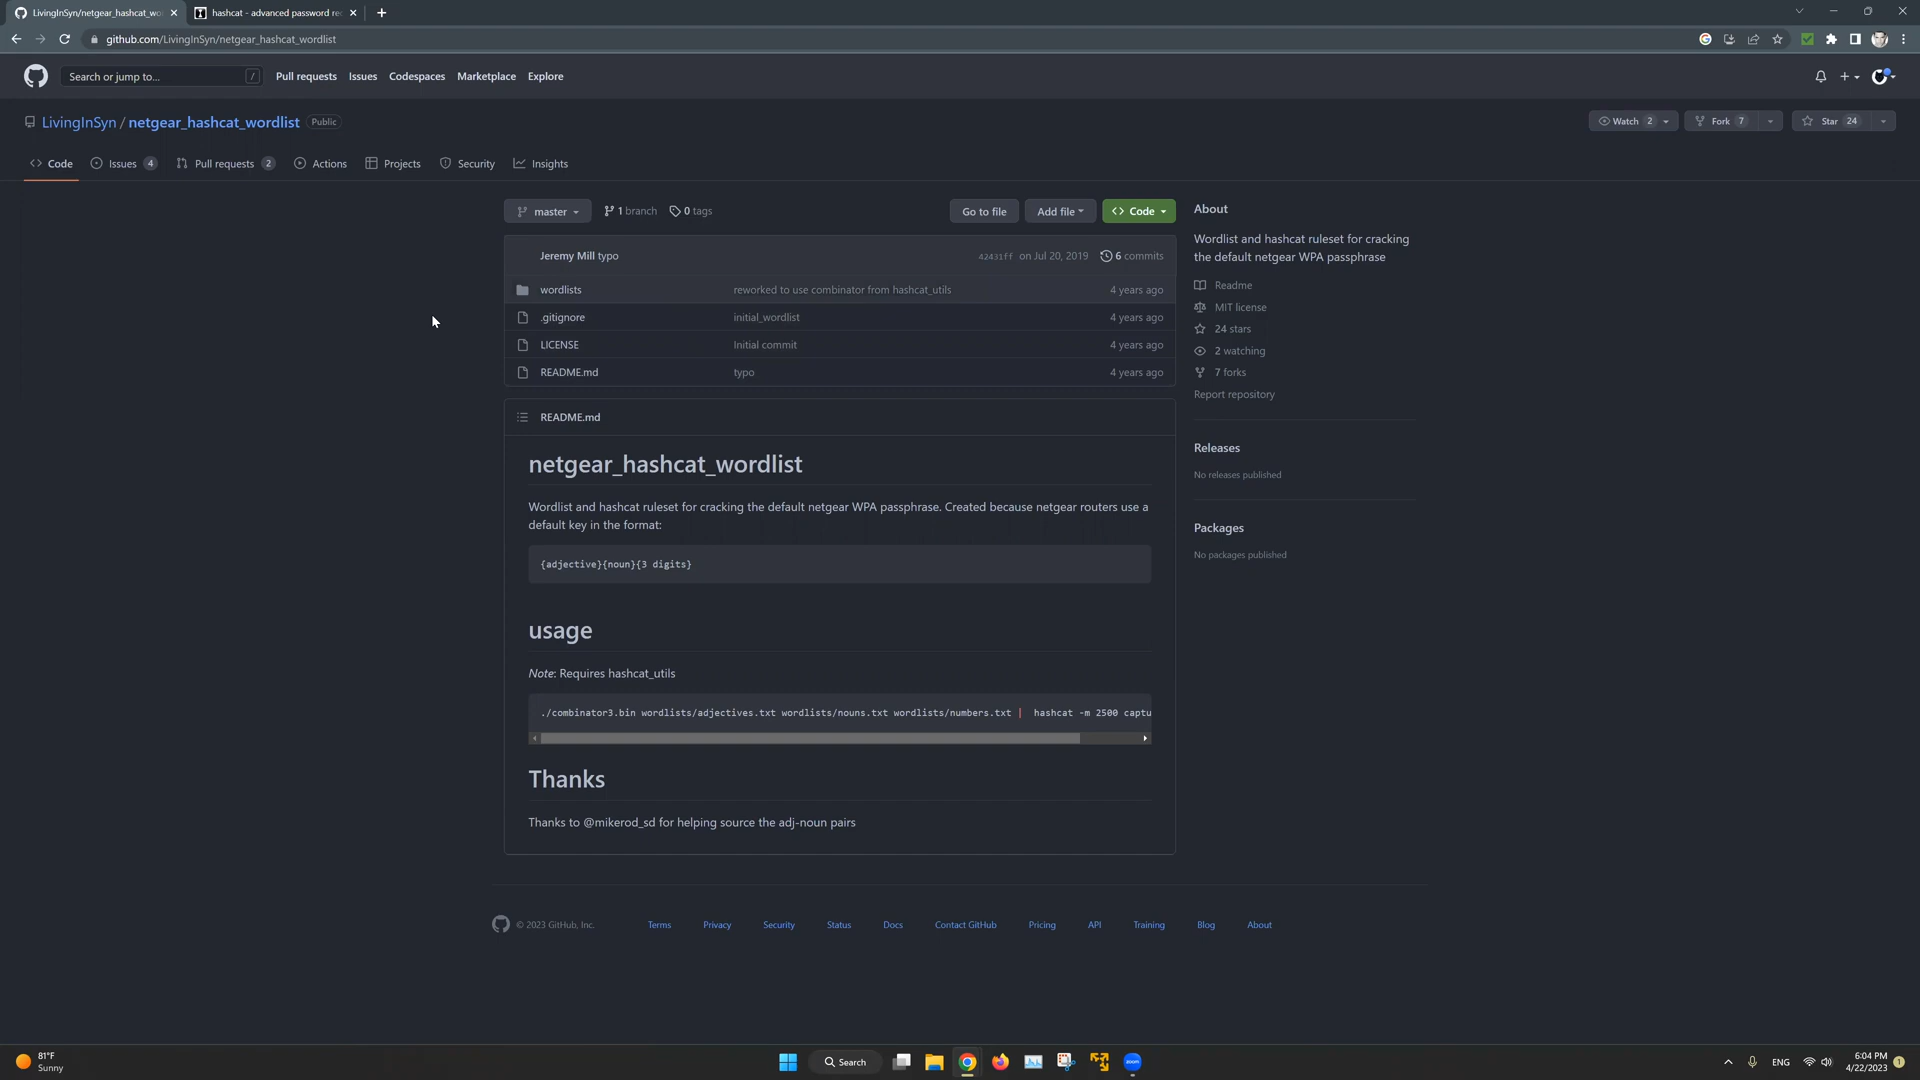 LivingInSyn/netgear_hashcat_wo
hashcat - advanced password re
github.com/LivingInSyn/netgear_hashcat_wordlist
Search or jump to...
/
Pull requests
Issues
Codespaces
Marketplace
Explore
LivingInSyn / netgear_hashcat_wordlist
Public
Watch 2
Fork 7
Star 24
Code
Issues 4
Pull requests 2
Actions
Projects
Security
Insights
master
1 branch
0 tags
Go to file
Add file
Code
Jeremy Mill typo
42431ff on Jul 20, 2019
6 commits
wordlists
reworked to use combinator from hashcat_utils
4 years ago
.gitignore
initial_wordlist
4 years ago
LICENSE
Initial commit
4 years ago
README.md
typo
4 years ago
README.md
netgear_hashcat_wordlist
Wordlist and hashcat ruleset for cracking the default netgear WPA passphrase. Created because netgear routers use a
default key in the format:
{adjective}{noun}{3 digits}
usage
Note: Requires hashcat_utils
./combinator3.bin wordlists/adjectives.txt wordlists/nouns.txt wordlists/numbers.txt | hashcat -m 2500 captu
Thanks
Thanks to @mikerod_sd for helping source the adj-noun pairs
About
Wordlist and hashcat ruleset for cracking
the default netgear WPA passphrase
Readme
MIT license
24 stars
2 watching
7 forks
Report repository
Releases
No releases published
Packages
No packages published
© 2023 GitHub, Inc.
Terms
Privacy
Security
Status
Docs
Contact GitHub
Pricing
API
Training
Blog
About
81°F
Sunny
Search
zoom
ENG
6:04 PM
4/22/2023
1